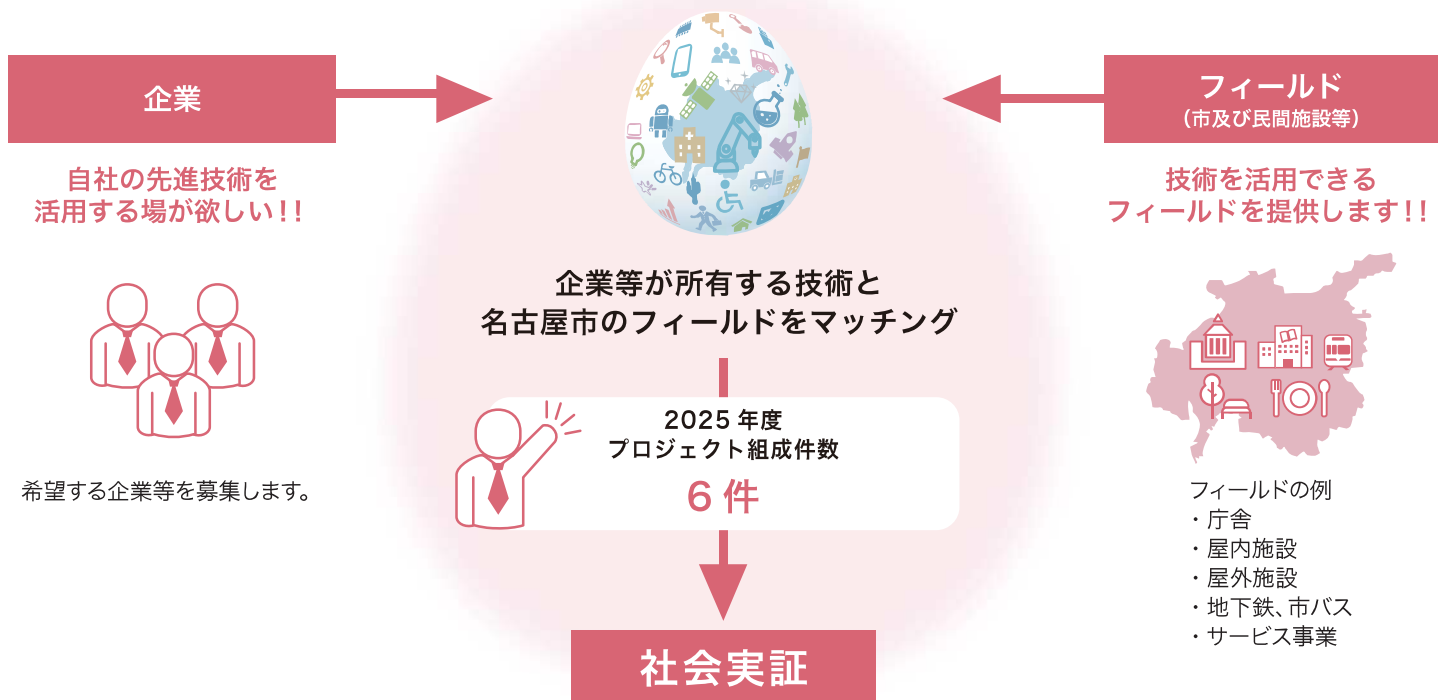 企業
自社の先進技術を
活用する場が欲しい！！
希望する企業等を募集します。
企業等が所有する技術と
名古屋市のフィールドをマッチング
2025 年度
プロジェクト組成件数
6 件
社会実証
フィールド
（市及び民間施設等）
技術を活用できる
フィールドを提供します！！
フィールドの例
・庁舎
・屋内施設
・屋外施設
・地下鉄、市バス
・サービス事業